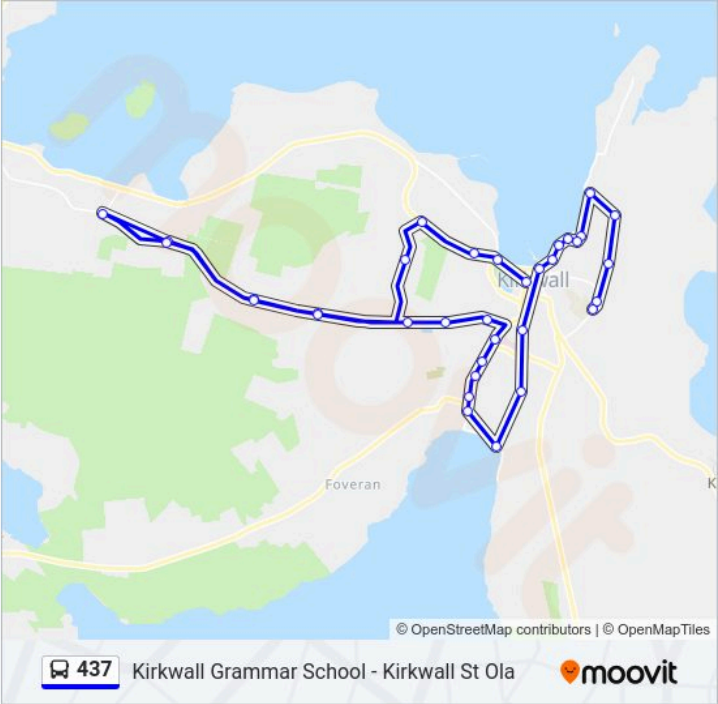 Kirkwall
Foveran
K
© OpenStreetMap contributors | © OpenMapTiles
437 Kirkwall Grammar School - Kirkwall St Ola
moovit